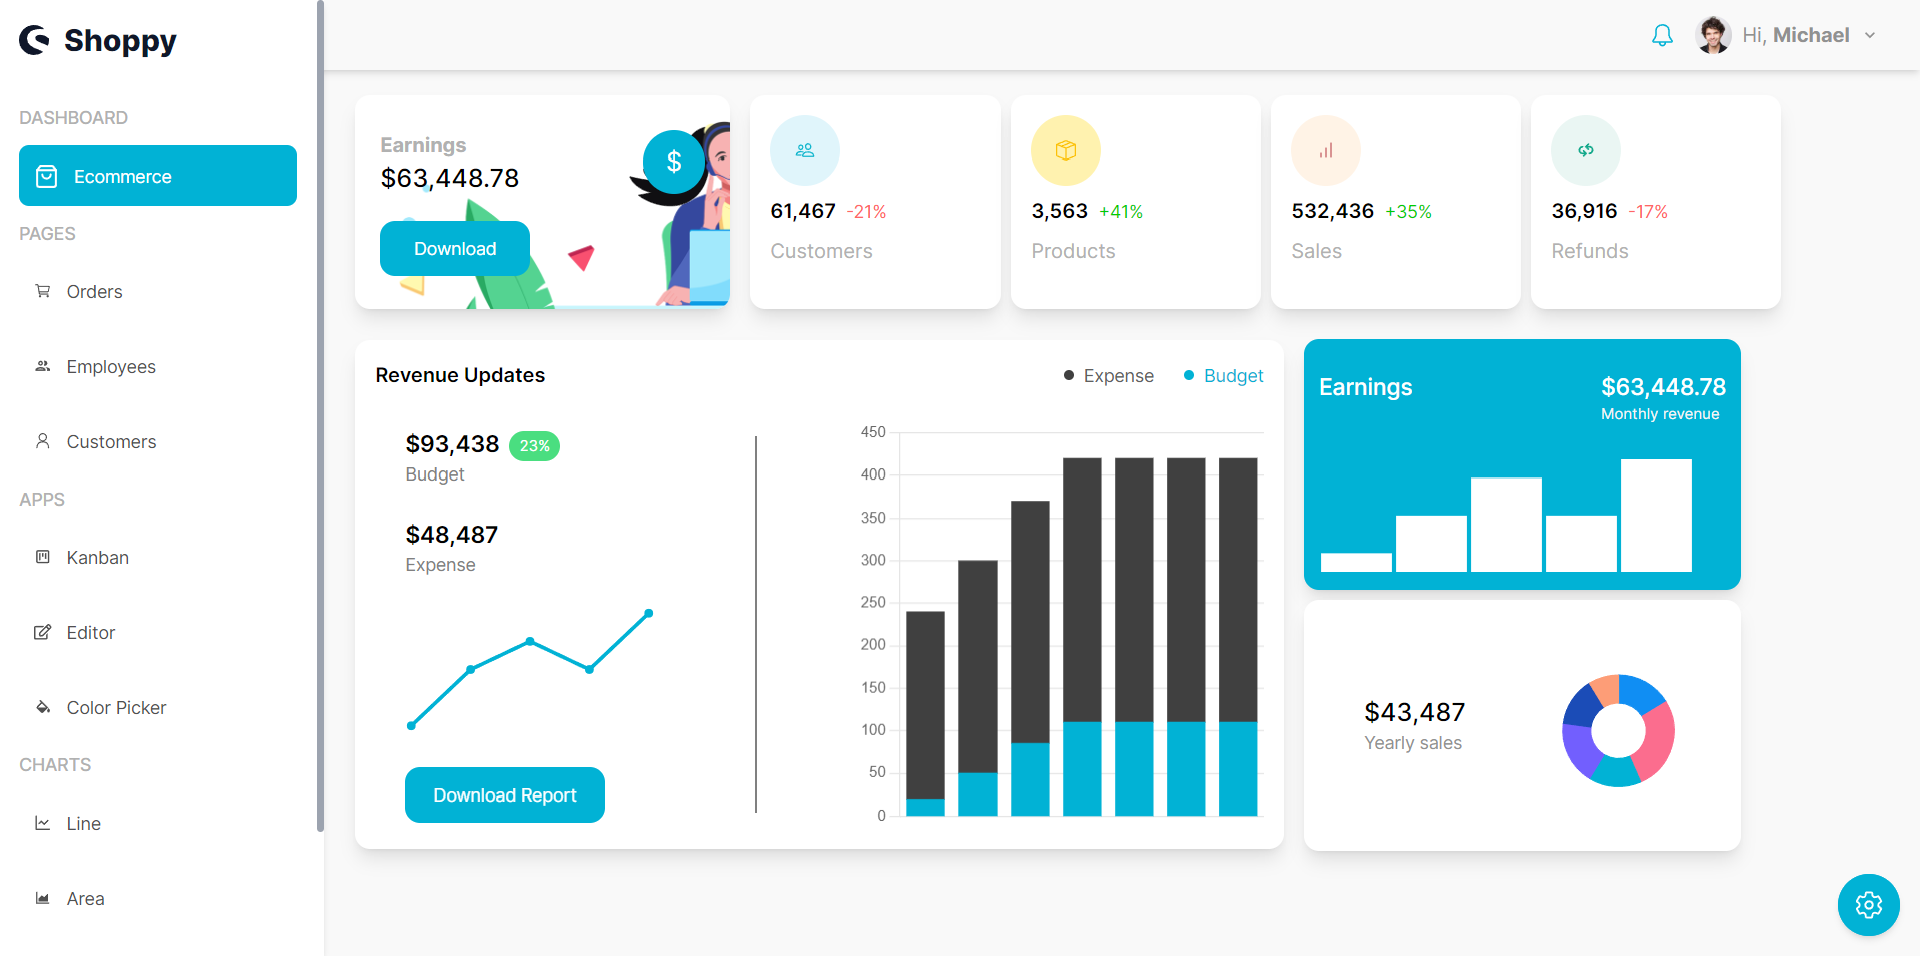 Shoppy
Hi, Michael
DASHBOARD
Ecommerce
PAGES
Orders
Employees
Customers
APPS
Kanban
Editor
Color Picker
CHARTS
Line
Area
Earnings
$63,448.78
$
Download
61,467 -21%
Customers
3,563 +41%
Products
532,436 +35%
Sales
36,916 -17%
Refunds
Revenue Updates
Expense
Budget
$93,438 23%
Budget
$48,487
Expense
Download Report
450
400
350
300
250
200
150
100
50
0
Earnings
$63,448.78
Monthly revenue
$43,487
Yearly sales